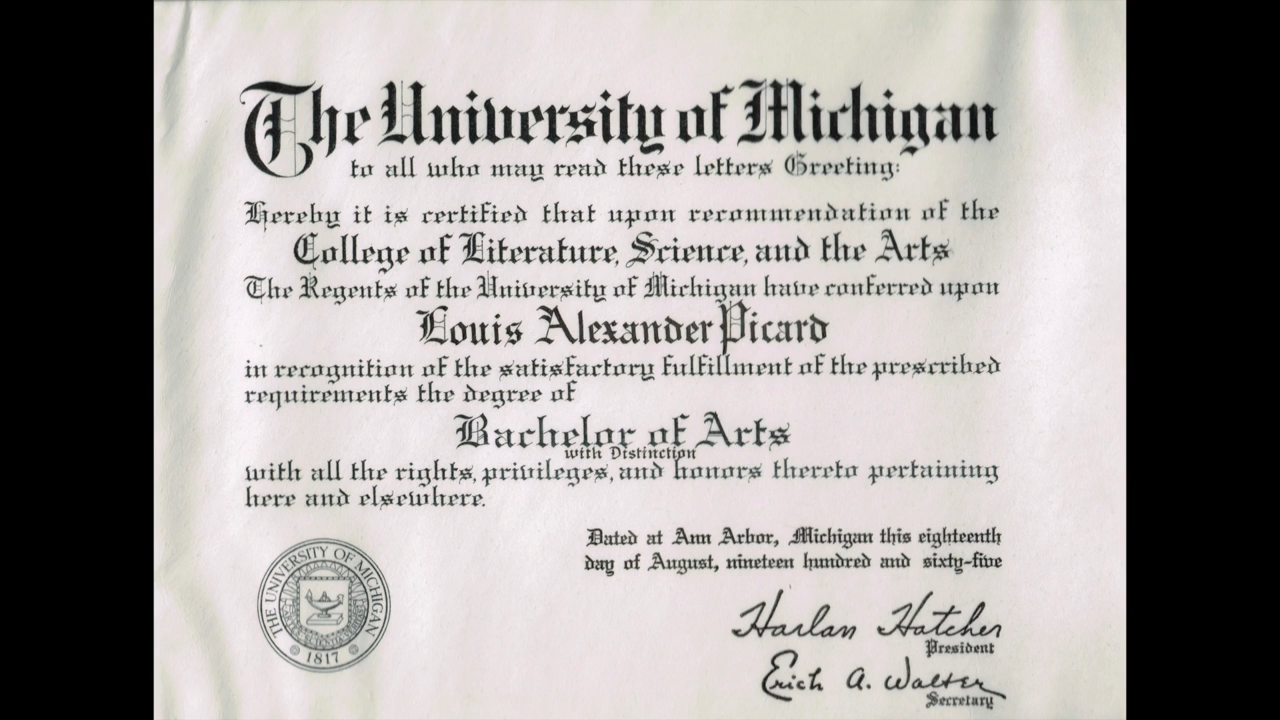 The University of Michigan
to all who may read these letters Greeting:
Hereby it is certified that upon recommendation of the
College of Literature, Science, and the Arts
The Regents of the University of Michigan have conferred upon
Louis Alexander Picard
in recognition of the satisfactory fulfillment of the prescribed
requirements the degree of
Bachelor of Arts
with Distinction
with all the rights, privileges, and honors thereto pertaining
here and elsewhere.
Dated at Ann Arbor, Michigan this eighteenth
day of August, nineteen hundred and sixty-five
THE UNIVERSITY OF MICHIGAN
1817
Harlan Hatcher
President
Erich A. Walter
Secretary